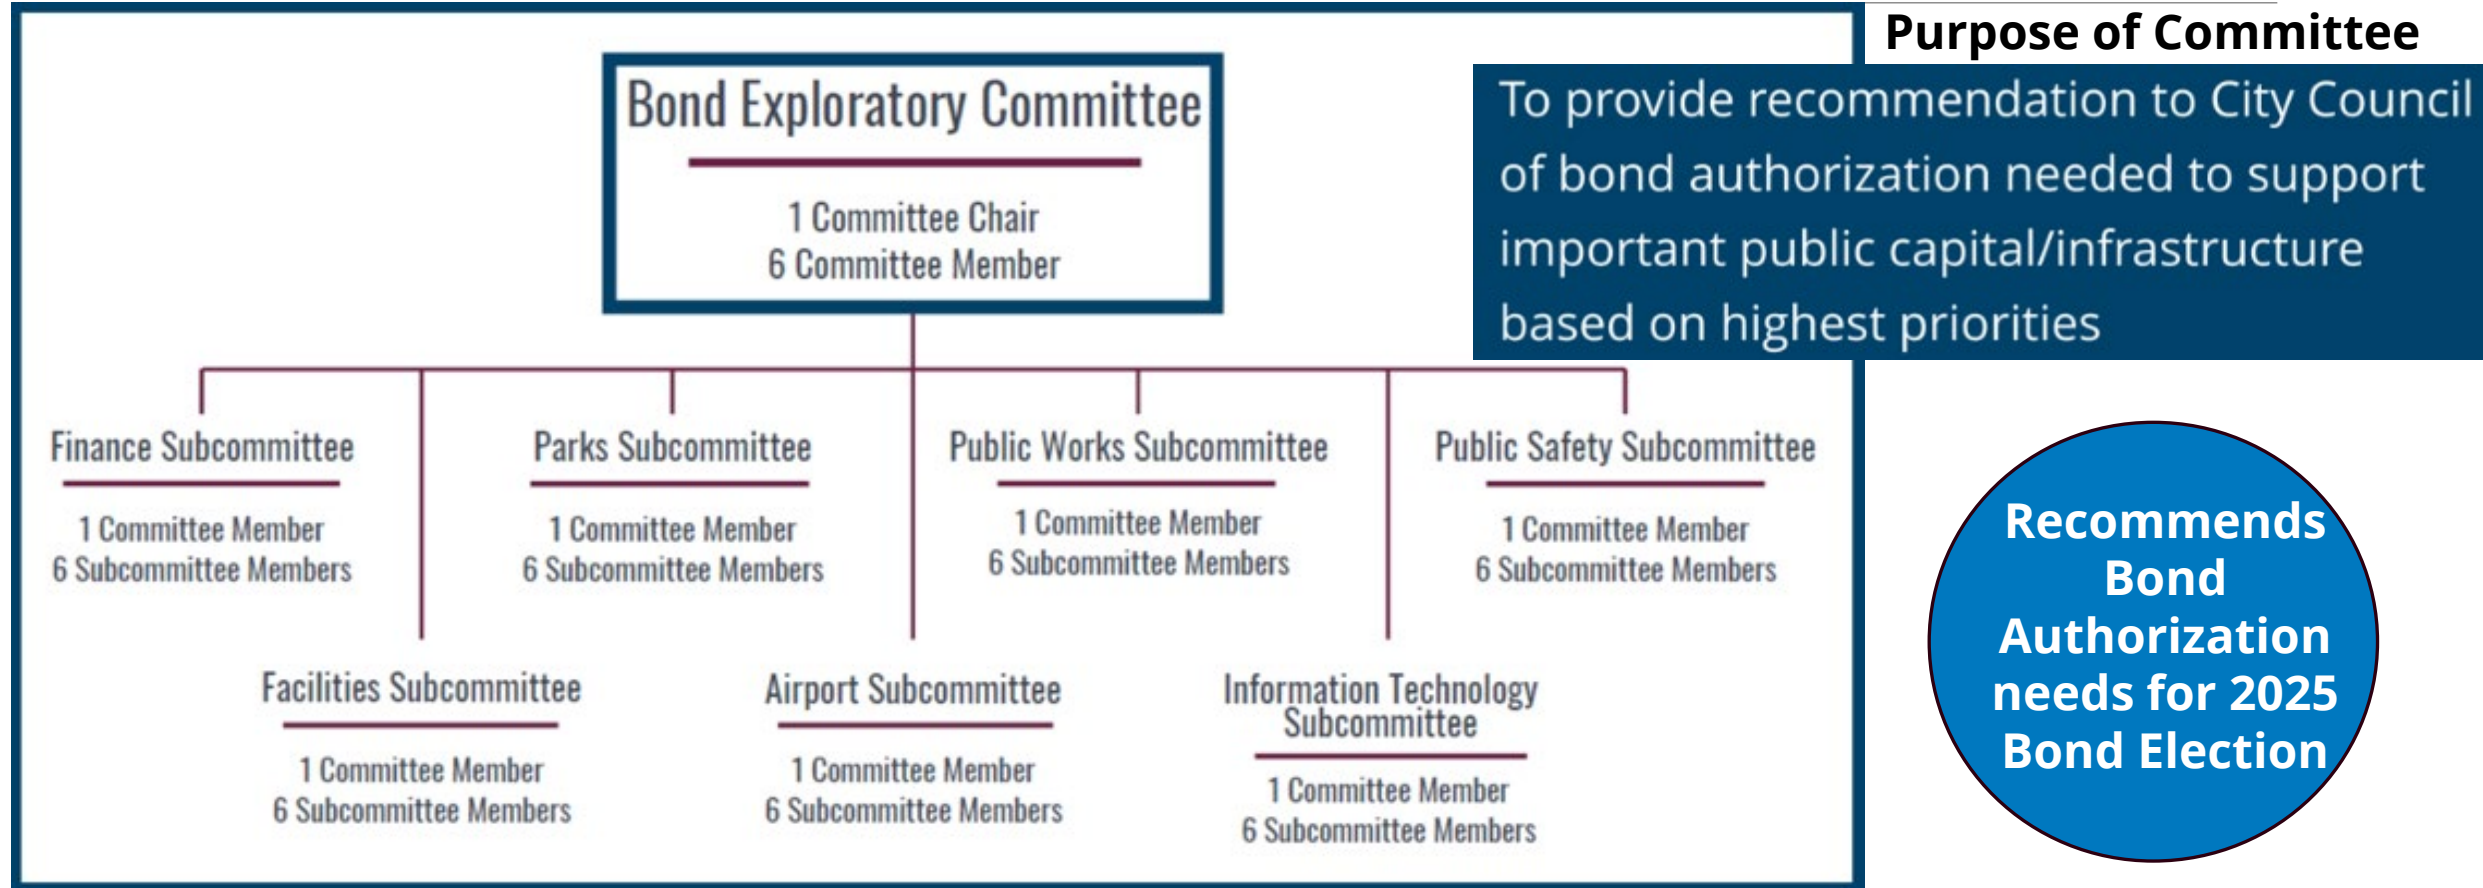 Purpose of Committee
To provide recommendation to City Council
of bond authorization needed to support
important public capital/infrastructure
based on highest priorities
Bond Exploratory Committee
1 Committee Chair
6 Committee Member
Finance Subcommittee
1 Committee Member
6 Subcommittee Members
Parks Subcommittee
1 Committee Member
6 Subcommittee Members
Public Works Subcommittee
1 Committee Member
6 Subcommittee Members
Public Safety Subcommittee
1 Committee Member
6 Subcommittee Members
Facilities Subcommittee
1 Committee Member
6 Subcommittee Members
Airport Subcommittee
1 Committee Member
6 Subcommittee Members
Information Technology
Subcommittee
1 Committee Member
6 Subcommittee Members
Recommends
Bond
Authorization
needs for 2025
Bond Election